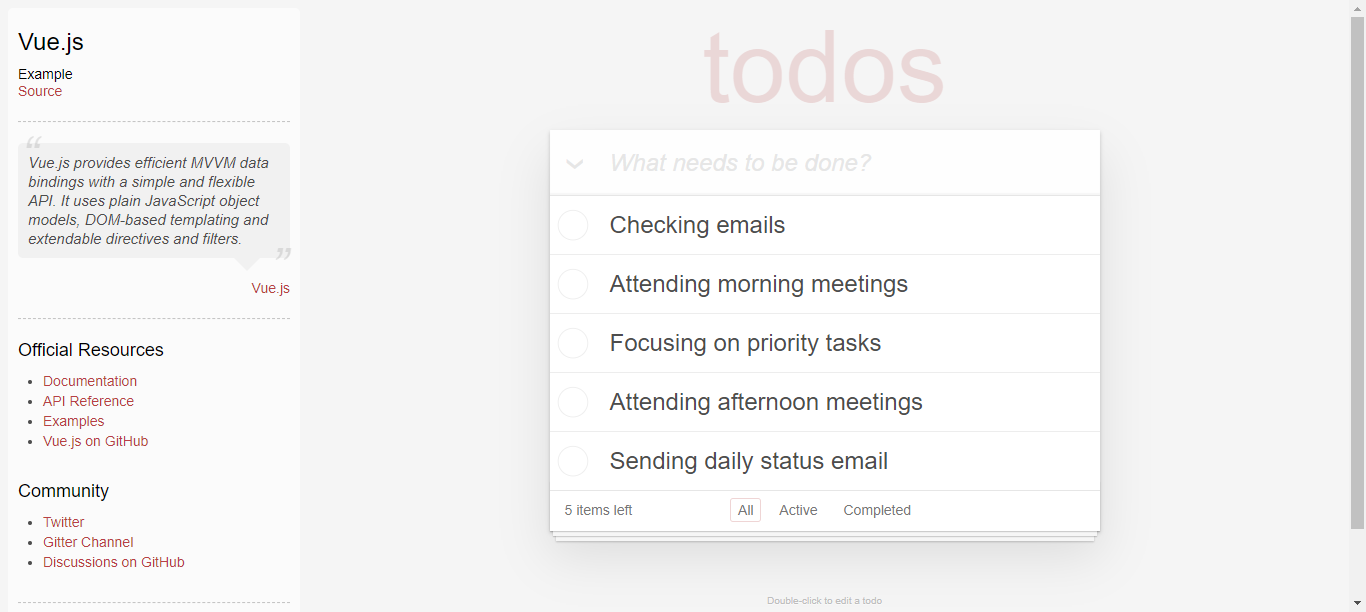 Vue.js
Example
Source
“
Vue.js provides efficient MVVM data
bindings with a simple and flexible
API. It uses plain JavaScript object
models, DOM-based templating and
extendable directives and filters.
”
Vue.js
Official Resources
• Documentation
• API Reference
• Examples
• Vue.js on GitHub
Community
• Twitter
• Gitter Channel
• Discussions on GitHub
todos
What needs to be done?
Checking emails
Attending morning meetings
Focusing on priority tasks
Attending afternoon meetings
Sending daily status email
5 items left All Active Completed
Double-click to edit a todo